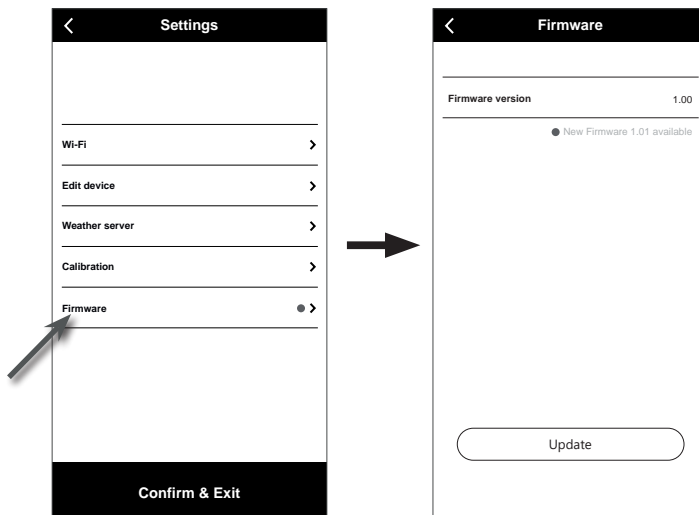 Settings
Wi-Fi
Edit device
Weather server
Calibration
Firmware
Confirm & Exit
Firmware
Firmware version 1.00
New Firmware 1.01 available
Update